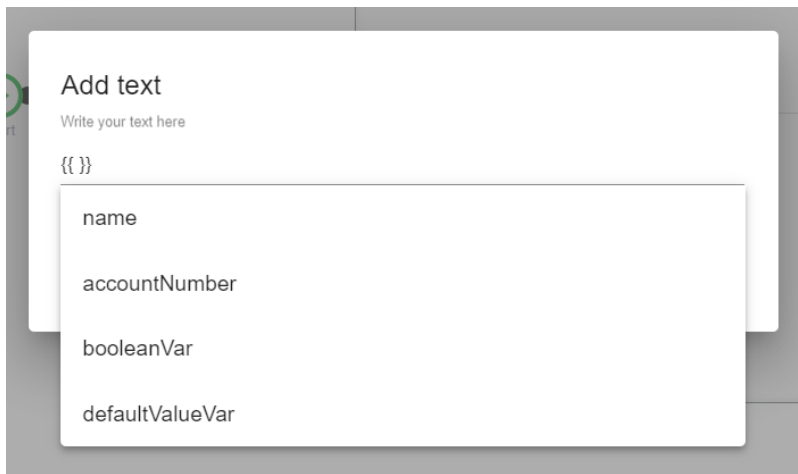 Add text
Write your text here
{{ }}
name
accountNumber
booleanVar
defaultValueVar